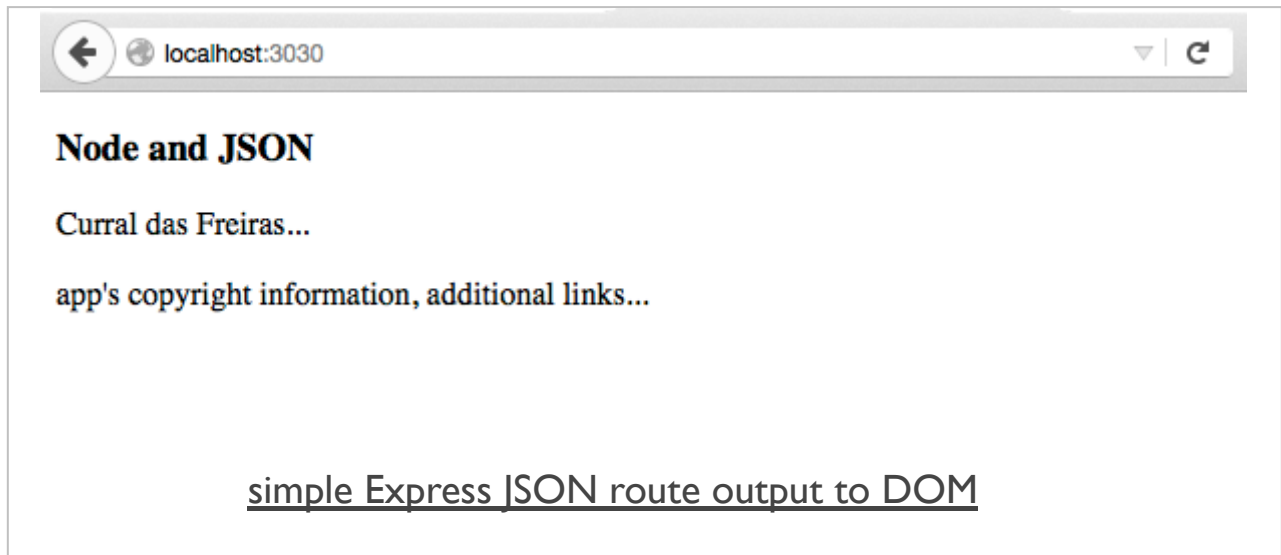 localhost:3030
Node and JSON
Curral das Freiras...
app's copyright information, additional links...
simple Express JSON route output to DOM